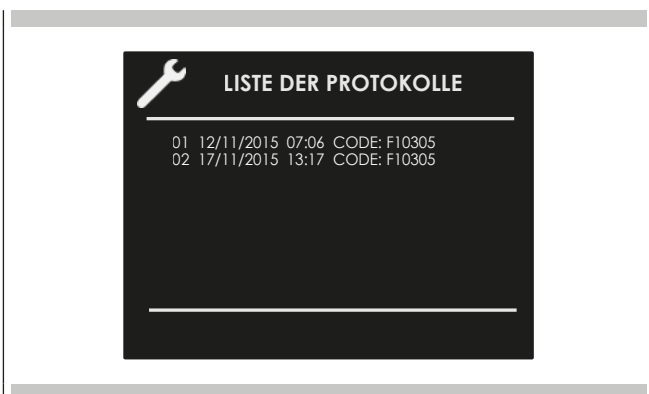 LISTE DER PROTOKOLLE
01 12/11/2015 07:06 CODE: F10305
02 17/11/2015 13:17 CODE: F10305